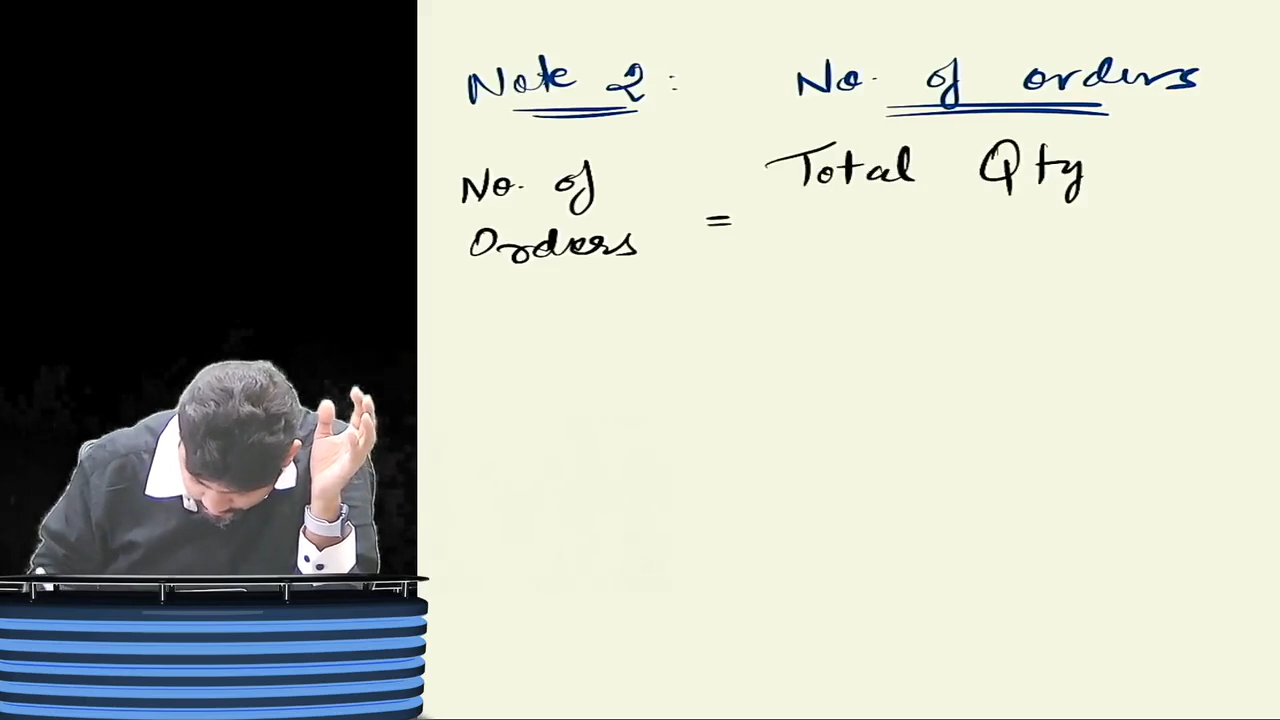 Note 2 : No. of orders
No. of Orders = Total Qty